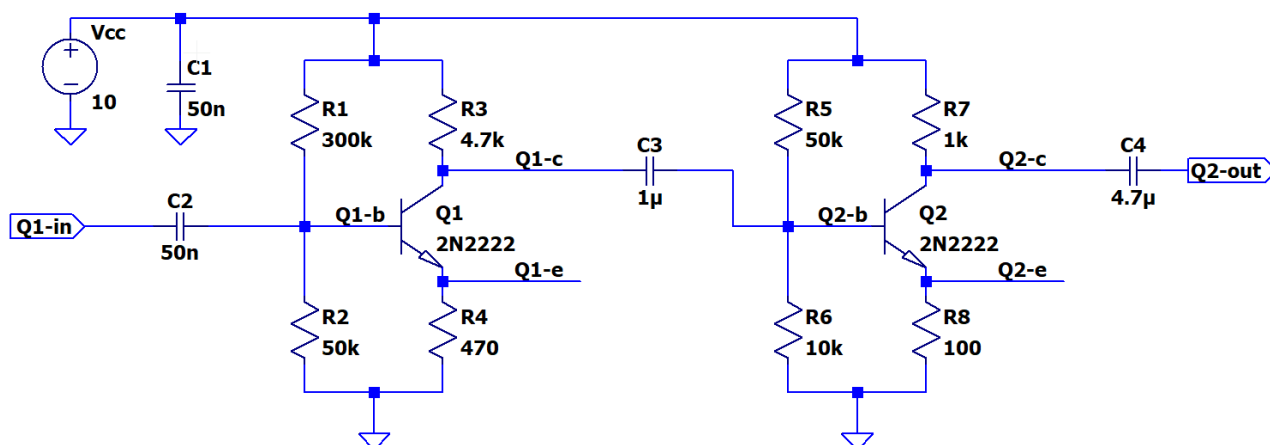 Vcc
10
C1
50n
R1
300k
R3
4.7k
Q1-c
C3
1µ
R5
50k
R7
1k
Q2-c
C4
4.7µ
Q2-out
Q1-in
C2
50n
Q1-b
Q1
2N2222
Q1-e
Q2-b
Q2
2N2222
Q2-e
R2
50k
R4
470
R6
10k
R8
100